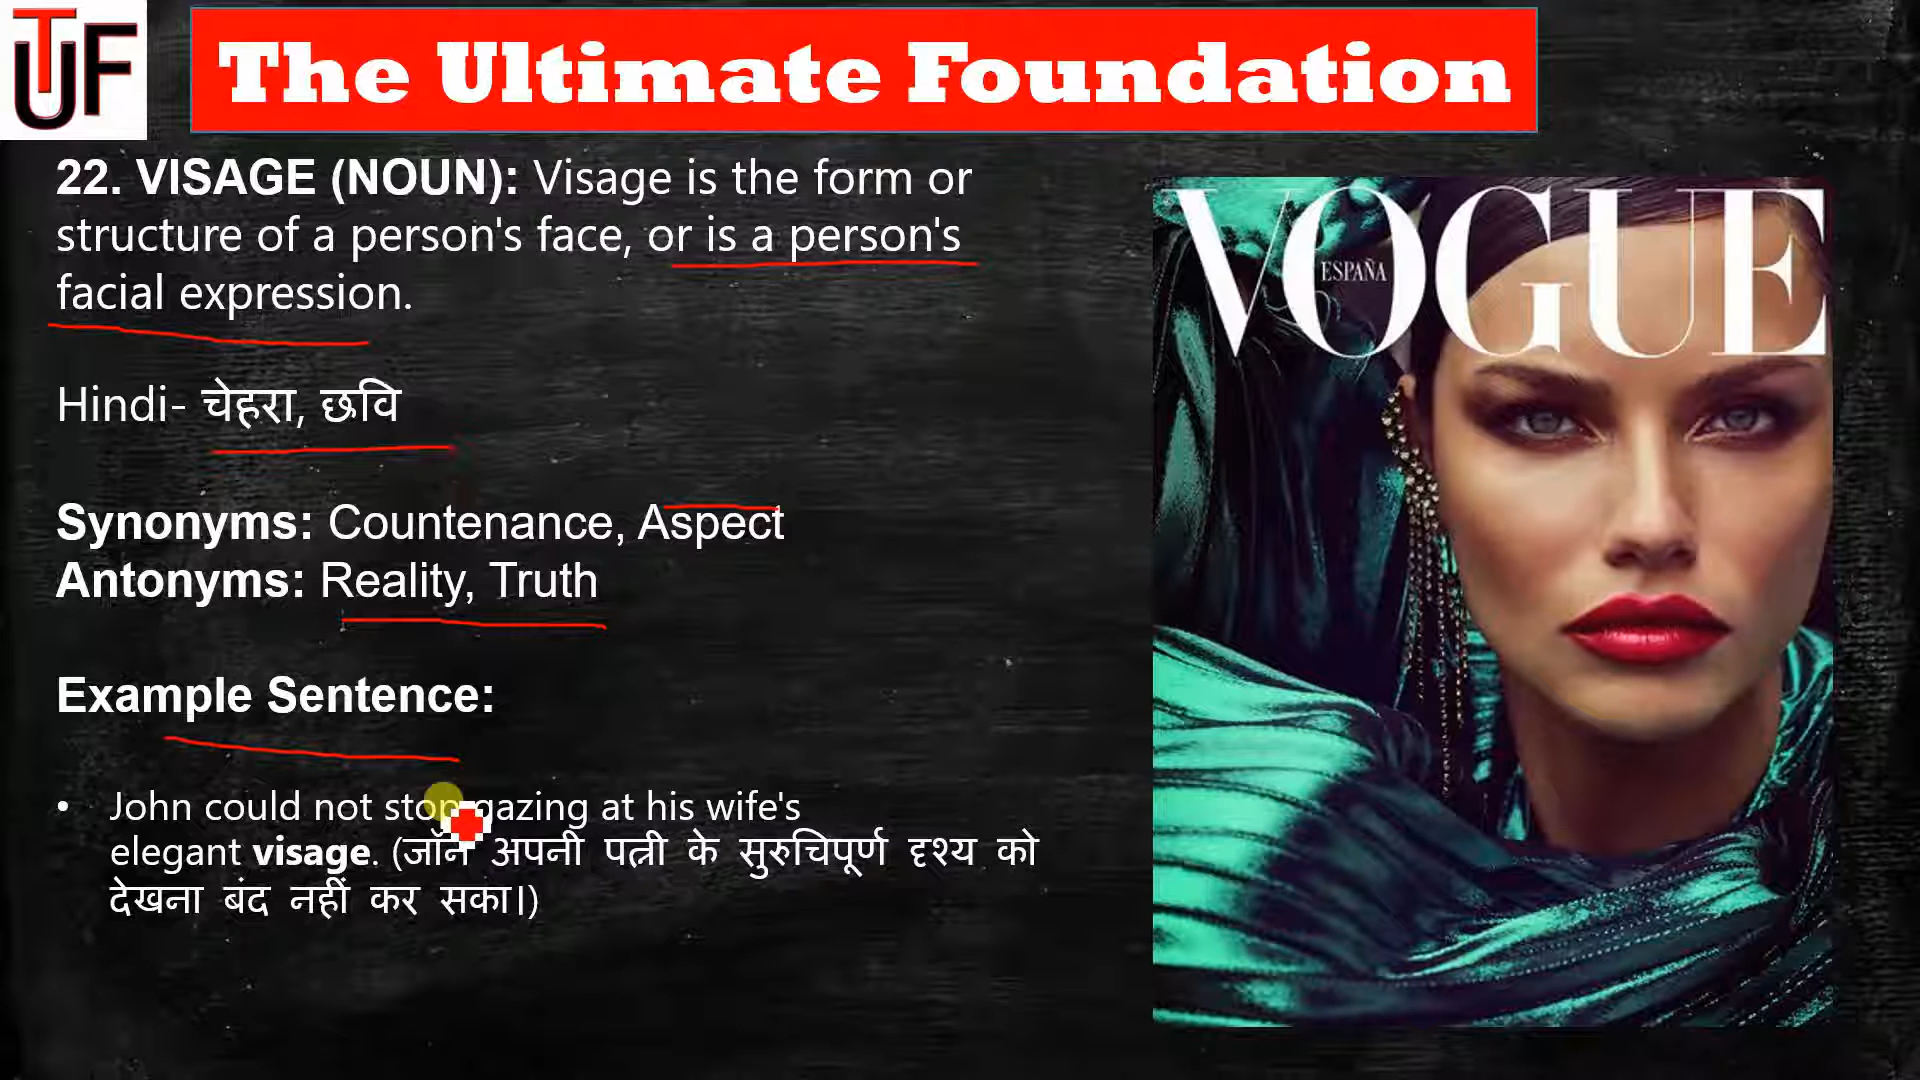 TUF
The Ultimate Foundation
22. VISAGE (NOUN): Visage is the form or
structure of a person's face, or is a person's
facial expression.
Hindi- चेहरा, छवि
Synonyms: Countenance, Aspect
Antonyms: Reality, Truth
Example Sentence:
• John could not stop gazing at his wife's
elegant visage. (जॉन अपनी पत्नी के सुरुचिपूर्ण दृश्य को
देखना बंद नहीं कर सका।)
VOGUE
ESPAÑA